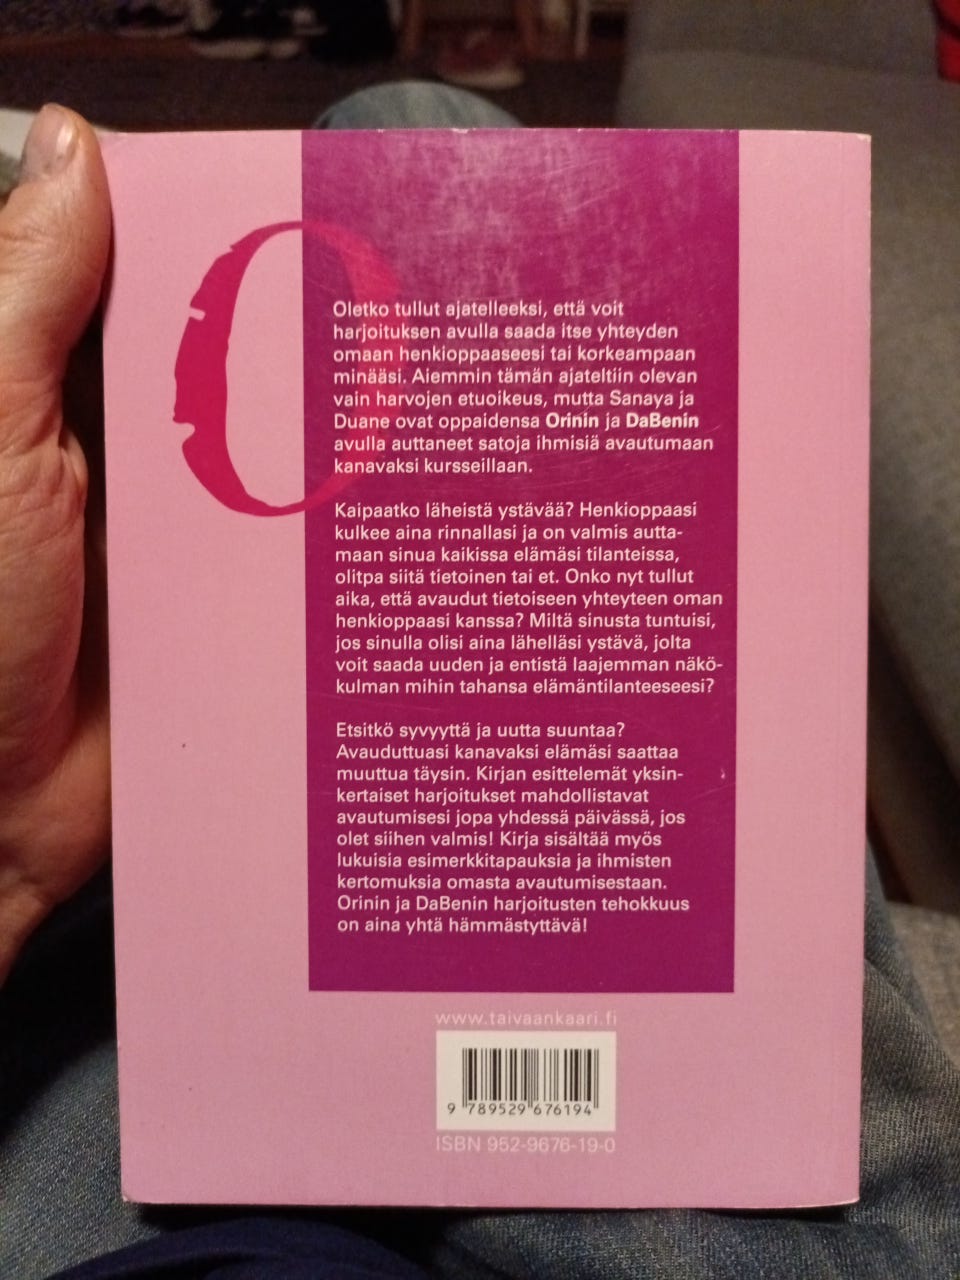 O
Oletko tullut ajatelleeksi, että voit
harjoituksen avulla saada itse yhteyden
omaan henkioppaaseesi tai korkeampaan
minääsi. Aiemmin tämän ajateltiin olevan
vain harvojen etuoikeus, mutta Sanaya ja
Duane ovat oppaidensa Orinin ja DaBenin
avulla auttaneet satoja ihmisiä avautumaan
kanavaksi kursseillaan.
Kaipaatko läheistä ystävää? Henkioppaasi
kulkee aina rinnallasi ja on valmis autta-
maan sinua kaikissa elämäsi tilanteissa,
olitpa siitä tietoinen tai et. Onko nyt tullut
aika, että avaudut tietoiseen yhteyteen oman
henkioppaasi kanssa? Miltä sinusta tuntuisi,
jos sinulla olisi aina lähelläsi ystävä, jolta
voit saada uuden ja entistä laajemman näkö-
kulman mihin tahansa elämäntilanteeseesi?
Etsitkö syvyyttä ja uutta suuntaa?
Avauduttuasi kanavaksi elämäsi saattaa
muuttua täysin. Kirjan esittelemät yksin-
kertaiset harjoitukset mahdollistavat
avautumisesi jopa yhdessä päivässä, jos
olet siihen valmis! Kirja sisältää myös
lukuisia esimerkkitapauksia ja ihmisten
kertomuksia omasta avautumisestaan.
Orinin ja DaBenin harjoitusten tehokkuus
on aina yhtä hämmästyttävä!
www.taivaankaari.fi
9 789529 676194
ISBN 952-9676-19-0